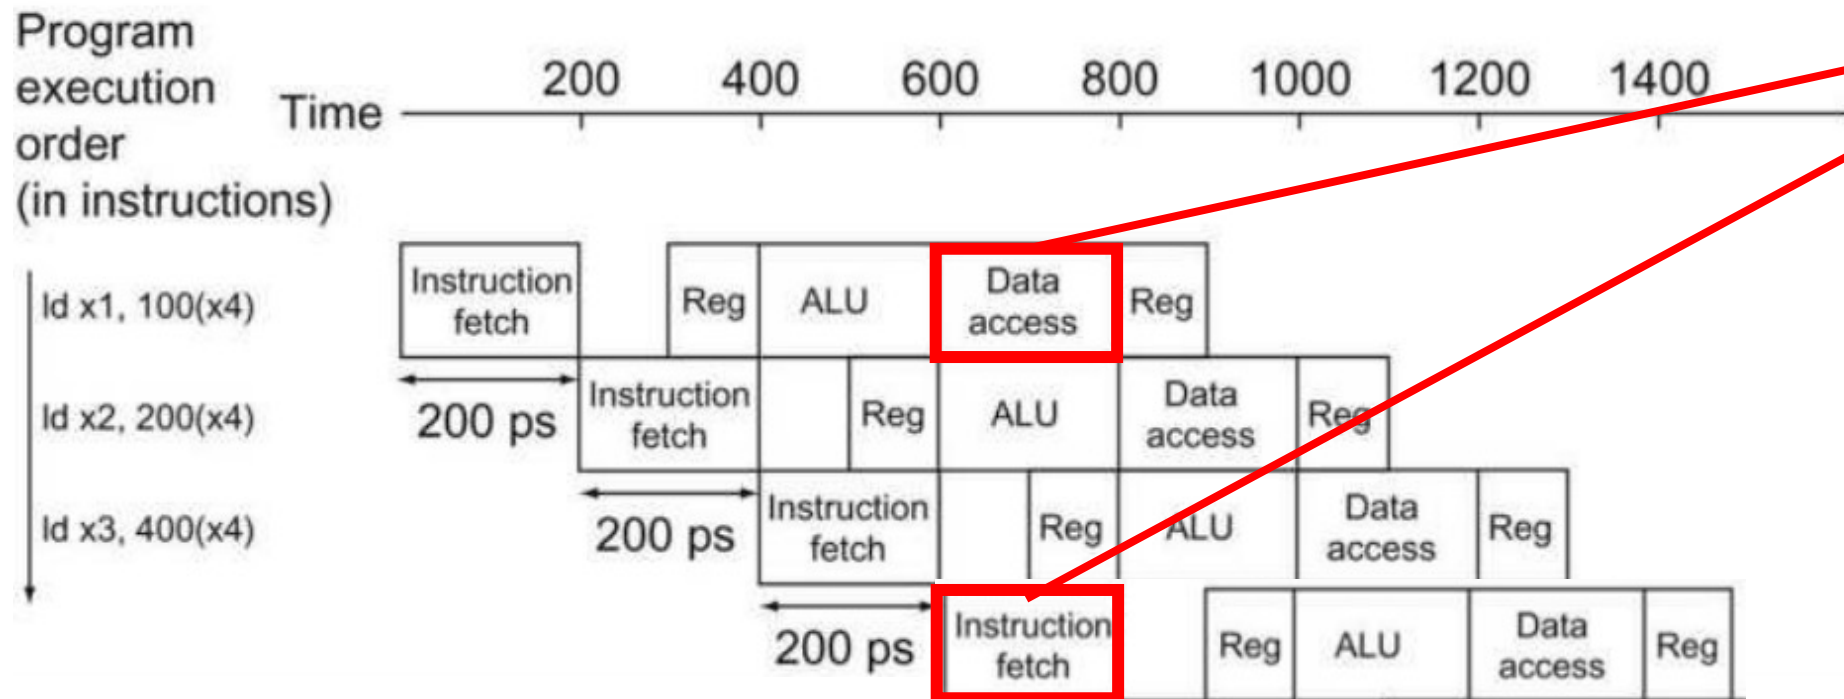 Program
execution
order
(in instructions)
Time
200 400 600 800 1000 1200 1400
ld x1, 100(x4)
Instruction
fetch
Reg
ALU
Data
access
Reg
200 ps
ld x2, 200(x4)
Instruction
fetch
Reg
ALU
Data
access
Reg
200 ps
ld x3, 400(x4)
Instruction
fetch
Reg
ALU
Data
access
Reg
200 ps
Instruction
fetch
Reg
ALU
Data
access
Reg